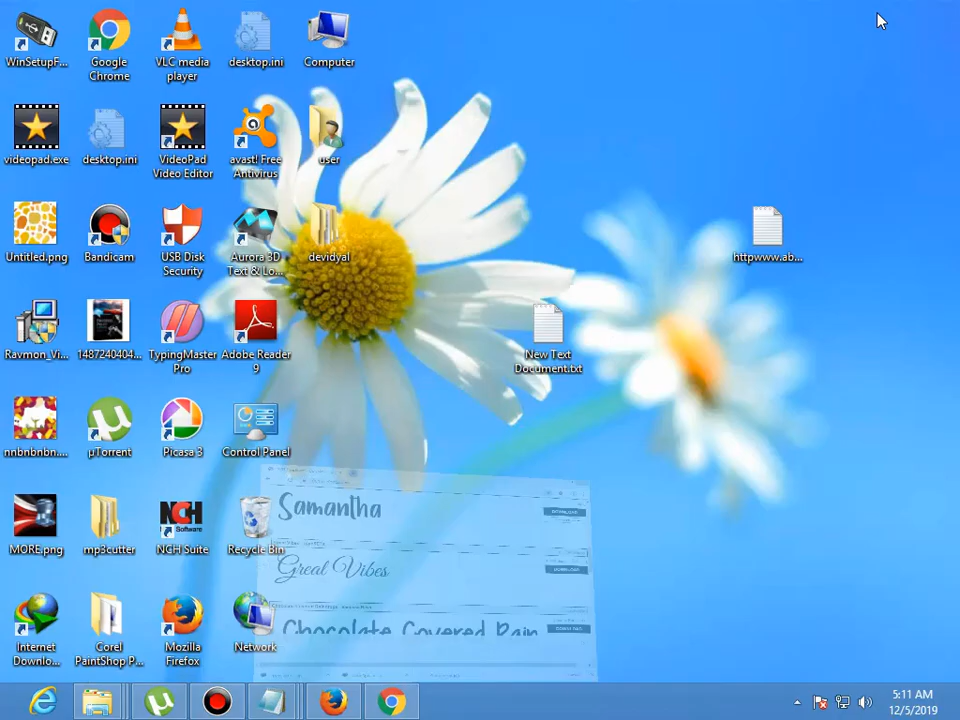 WinSetupF...
Google
Chrome
VLC media
player
desktop.ini
Computer
videopad.exe
desktop.ini
VideoPad
Video Editor
avast! Free
Antivirus
user
Untitled.png
Bandicam
USB Disk
Security
Aurora 3D
Text & Lo...
devidyal
httpwww.ab...
Ravmon_Vi...
1487240404...
TypingMaster
Pro
Adobe Reader
9
New Text
Document.txt
nnbnbnbn....
µTorrent
Picasa 3
Control Panel
Samantha
MORE.png
mp3cutter
NCH
Software
NCH Suite
Recycle Bin
Great Vibes
Chocolate Covered Rain
Internet
Downlo...
Corel
PaintShop P...
Mozilla
Firefox
Network
5:11 AM
12/5/2019